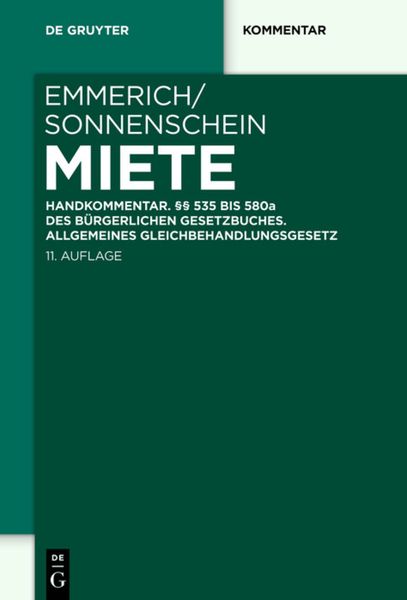 DE GRUYTER
KOMMENTAR
EMMERICH/
SONNENSCHEIN
MIETE
HANDKOMMENTAR. §§ 535 BIS 580a
DES BÜRGERLICHEN GESETZBUCHES.
ALLGEMEINES GLEICHBEHANDLUNGSGESETZ
11. AUFLAGE
DE
G